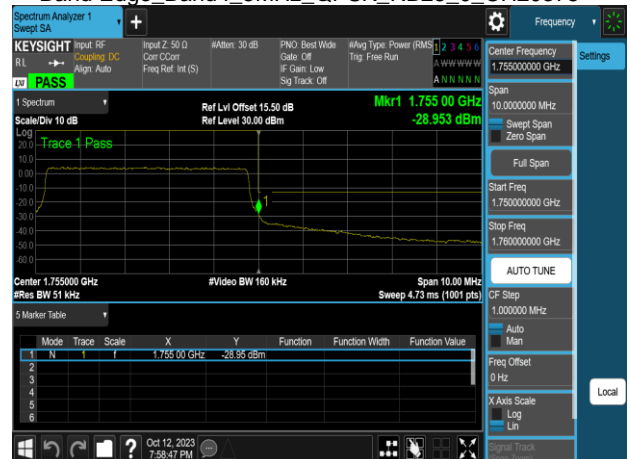 Spectrum Analyzer 1
Swept SA
Frequency
KEYSIGHT
RL
Input: RF
Coupling: DC
Align: Auto
Input Z: 50 Ω
Corr CCorr
Freq Ref: Int (S)
#Atten: 30 dB
PNO: Best Wide
Gate: Off
IF Gain: Low
Sig Track: Off
#Avg Type: Power (RMS
Trig: Free Run
1 2 3 4 5 6
A W W W W W
A N N N N N
LXI PASS
Center Frequency
1.755000000 GHz
Settings
Span
10.0000000 MHz
Swept Span
Zero Span
Full Span
Start Freq
1.750000000 GHz
Stop Freq
1.760000000 GHz
AUTO TUNE
CF Step
1.000000 MHz
Auto
Man
Freq Offset
0 Hz
X Axis Scale
Log
Lin
Local
Signal Track
1 Spectrum
Scale/Div 10 dB
Ref Lvl Offset 15.50 dB
Ref Level 30.00 dBm
Mkr1 1.755 00 GHz
-28.953 dBm
Log
Trace 1 Pass
20.0
10.0
0.00
-10.0
-20.0
-30.0
-40.0
-50.0
-60.0
1
Center 1.755000 GHz
#Res BW 51 kHz
#Video BW 160 kHz
Span 10.00 MHz
Sweep 4.73 ms (1001 pts)
5 Marker Table
Mode Trace Scale X Y Function Function Width Function Value
1 N 1 f 1.755 00 GHz -28.95 dBm
2
3
4
5
6
?
Oct 12, 2023
7:58:47 PM